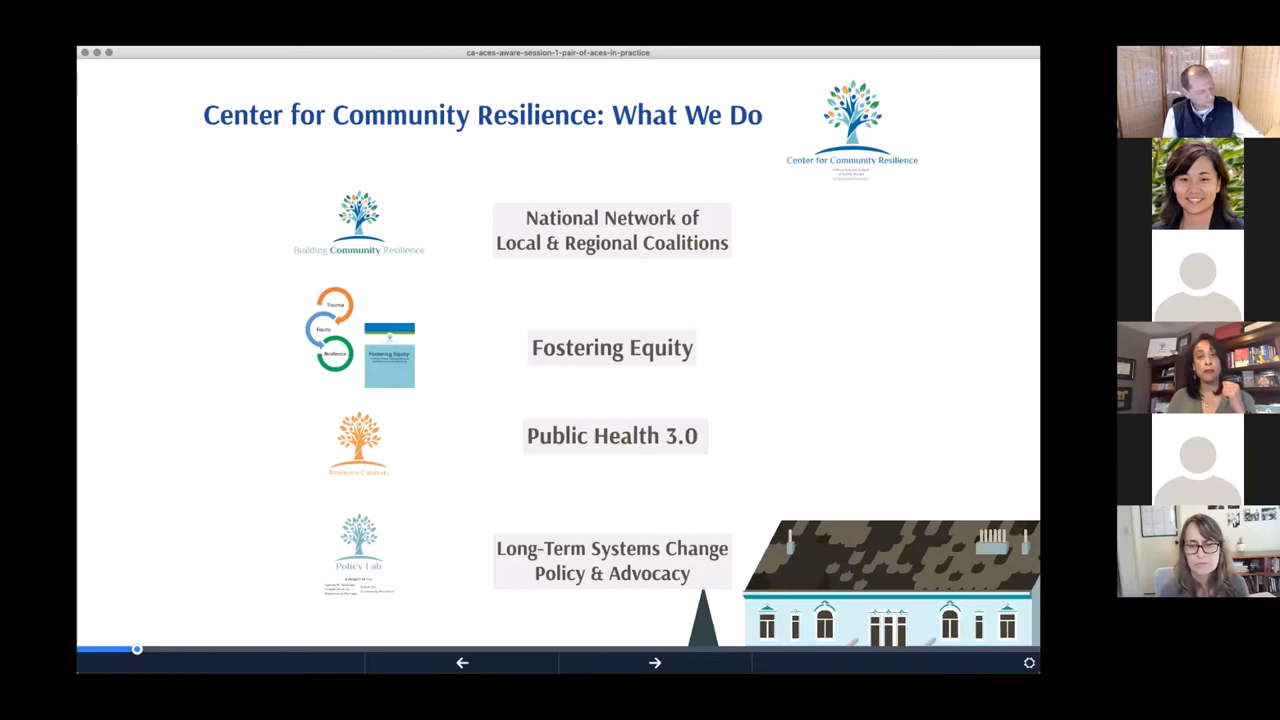 ca-aces-aware-session-1-pair-of-aces-in-practice
Center for Community Resilience: What We Do
Center for Community Resilience
Building Community Resilience
National Network of
Local & Regional Coalitions
Trauma
Equity
Resilience
Fostering Equity:
Fostering Equity
Resilience Catalysts
Public Health 3.0
Policy Lab
Long-Term Systems Change
Policy & Advocacy